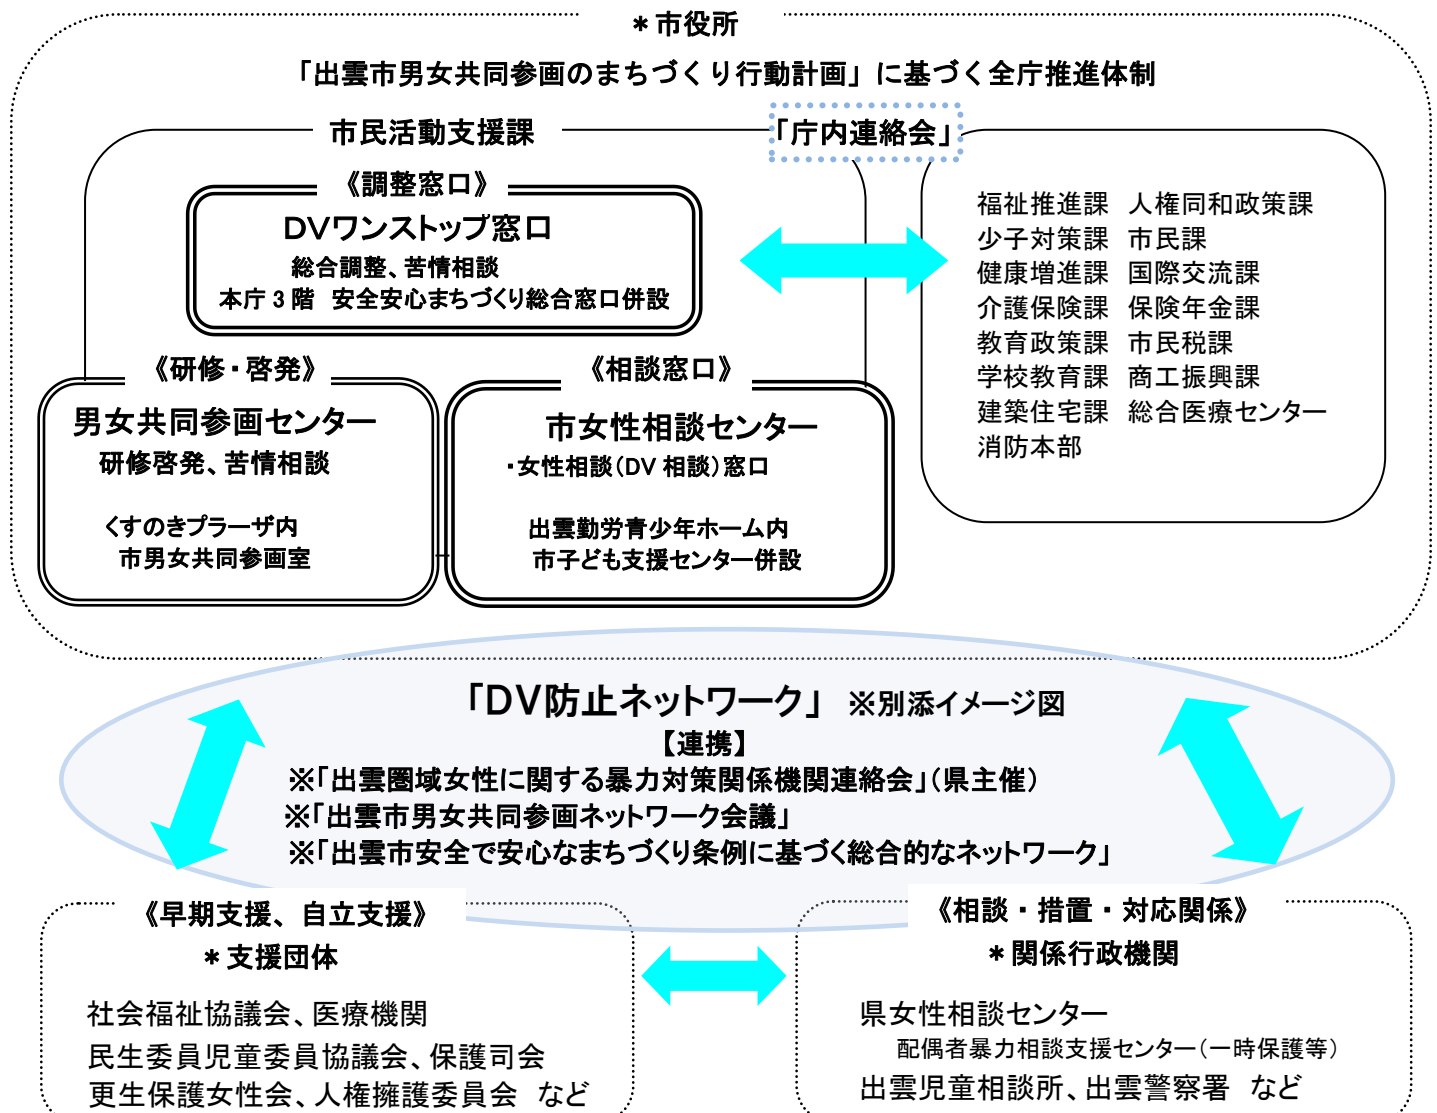 ＊市役所
「出雲市男女共同参画のまちづくり行動計画」に基づく全庁推進体制
市民活動支援課
「庁内連絡会」
《調整窓口》
DVワンストップ窓口
総合調整、苦情相談
本庁3階　安全安心まちづくり総合窓口併設
福祉推進課　人権同和政策課
少子対策課　市民課
健康増進課　国際交流課
介護保険課　保険年金課
教育政策課　市民税課
学校教育課　商工振興課
建築住宅課　総合医療センター
消防本部
《研修・啓発》
男女共同参画センター
研修啓発、苦情相談
くすのきプラーザ内
市男女共同参画室
《相談窓口》
市女性相談センター
・女性相談（DV相談）窓口
出雲勤労青少年ホーム内
市子ども支援センター併設
「DV防止ネットワーク」　※別添イメージ図
【連携】
※「出雲圏域女性に関する暴力対策関係機関連絡会」（県主催）
※「出雲市男女共同参画ネットワーク会議」
※「出雲市安全で安心なまちづくり条例に基づく総合的なネットワーク」
《早期支援、自立支援》
＊支援団体
社会福祉協議会、医療機関
民生委員児童委員協議会、保護司会
更生保護女性会、人権擁護委員会　など
《相談・措置・対応関係》
＊関係行政機関
県女性相談センター
配偶者暴力相談支援センター（一時保護等）
出雲児童相談所、出雲警察署　など